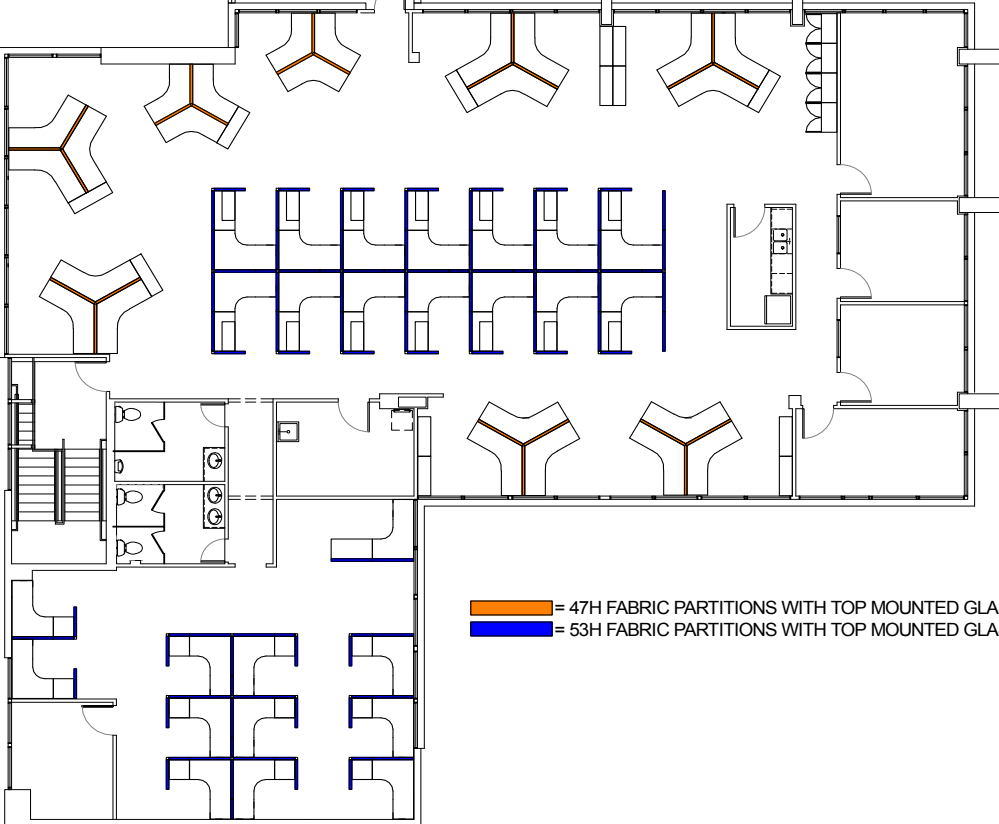 = 47H FABRIC PARTITIONS WITH TOP MOUNTED GLA
= 53H FABRIC PARTITIONS WITH TOP MOUNTED GLA